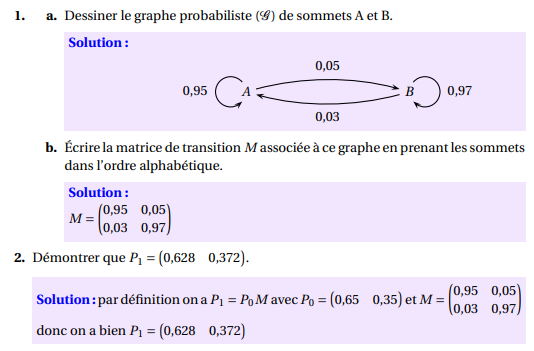 1. a. Dessiner le graphe probabiliste (𝒢) de sommets A et B.
Solution :
0,05
0,95 A B 0,97
0,03
b. Écrire la matrice de transition M associée à ce graphe en prenant les sommets
dans l'ordre alphabétique.
Solution :
M = (0,95 0,05
0,03 0,97)
2. Démontrer que P₁ = (0,628 0,372).
Solution : par définition on a P₁ = P₀M avec P₀ = (0,65 0,35) et M = (0,95 0,05
0,03 0,97)
donc on a bien P₁ = (0,628 0,372)